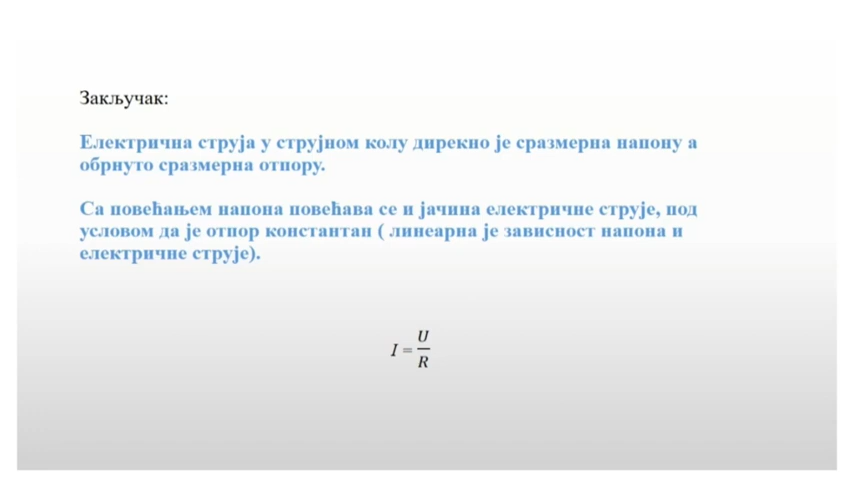 Закључак:
Електрична струја у струјном колу дирекно је сразмерна напону а
обрнуто сразмерна отпору.
Са повећањем напона повећава се и јачина електричне струје, под
условом да је отпор константан ( линеарна је зависност напона и
електричне струје).
I = U/R